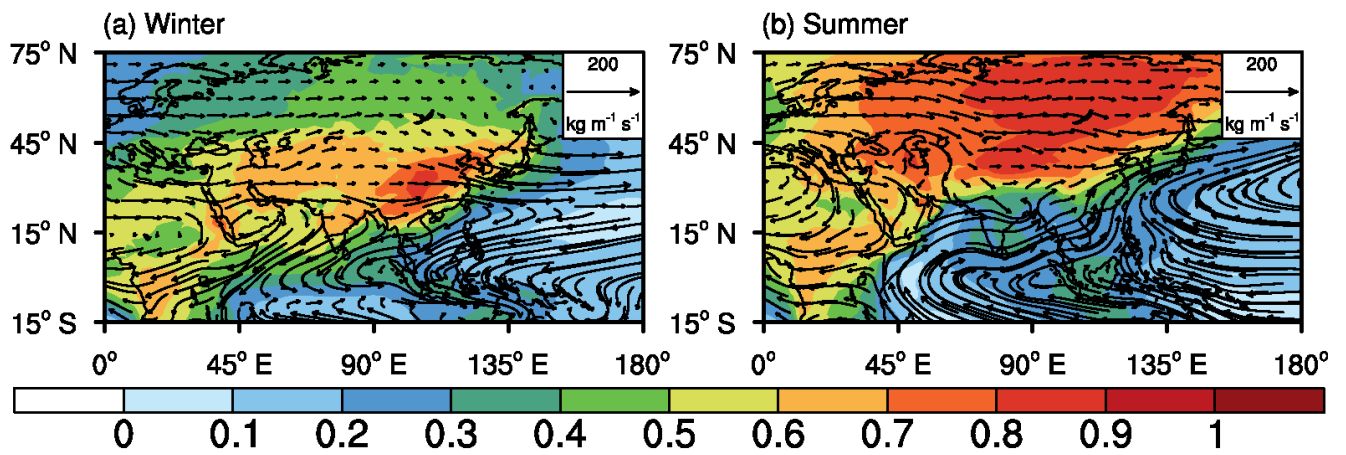 (a) Winter
(b) Summer
75° N
45° N
15° N
15° S
200
kg m⁻¹ s⁻¹
0° 45° E 90° E 135° E 180°
75° N
45° N
15° N
15° S
200
kg m⁻¹ s⁻¹
0° 45° E 90° E 135° E 180°
0 0.1 0.2 0.3 0.4 0.5 0.6 0.7 0.8 0.9 1